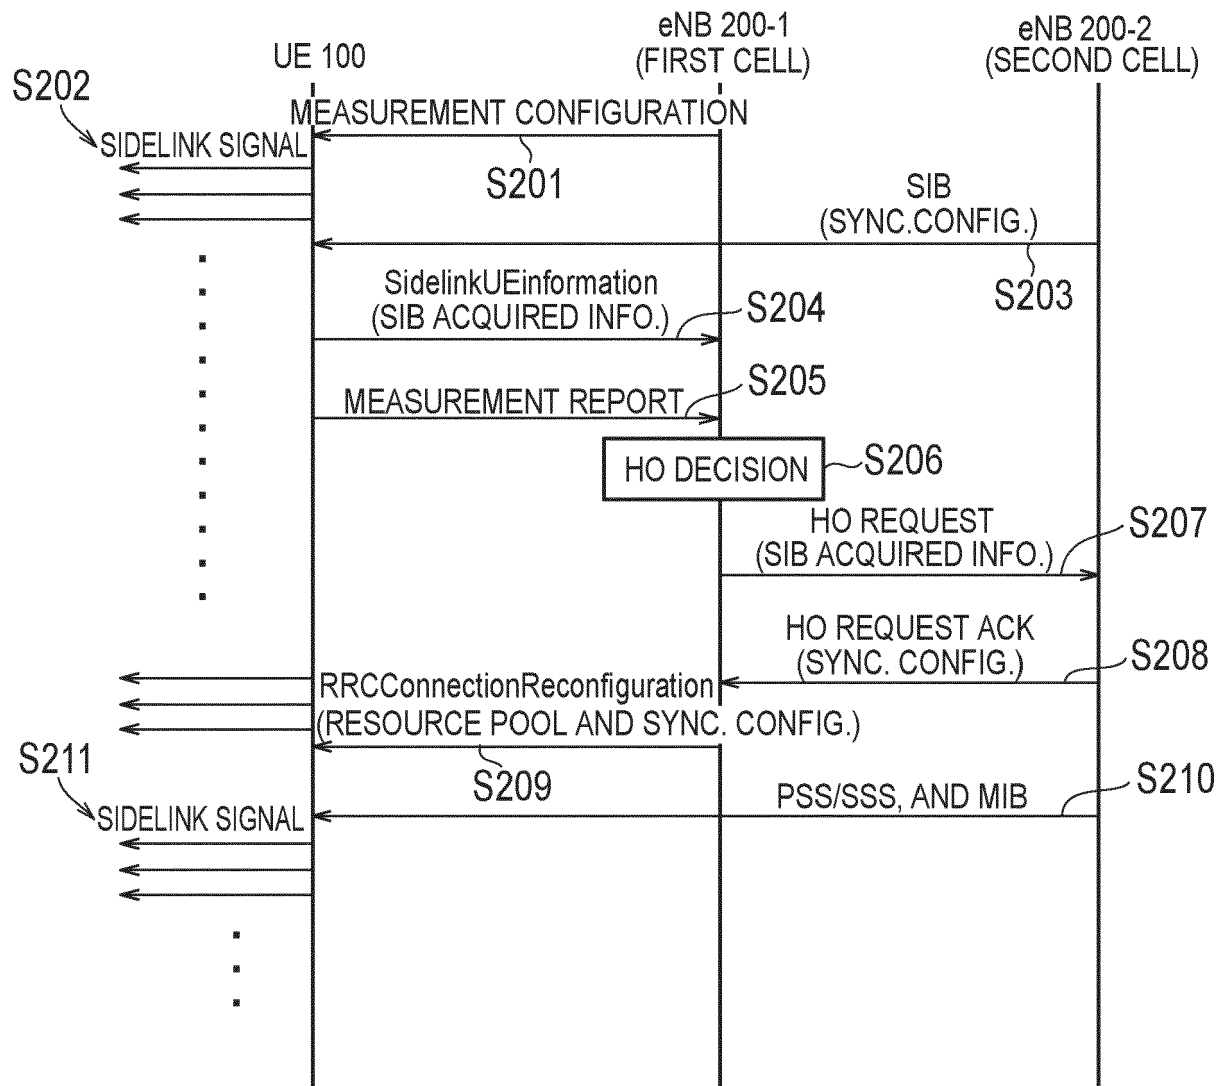 UE 100
eNB 200-1
(FIRST CELL)
eNB 200-2
(SECOND CELL)
S202
MEASUREMENT CONFIGURATION
SIDELINK SIGNAL
S201
SIB
(SYNC.CONFIG.)
S203
SidelinkUEinformation
(SIB ACQUIRED INFO.)
S204
MEASUREMENT REPORT
S205
HO DECISION
S206
HO REQUEST
(SIB ACQUIRED INFO.)
S207
HO REQUEST ACK
(SYNC. CONFIG.)
S208
RRCConnectionReconfiguration
(RESOURCE POOL AND SYNC. CONFIG.)
S209
S211
SIDELINK SIGNAL
PSS/SSS, AND MIB
S210